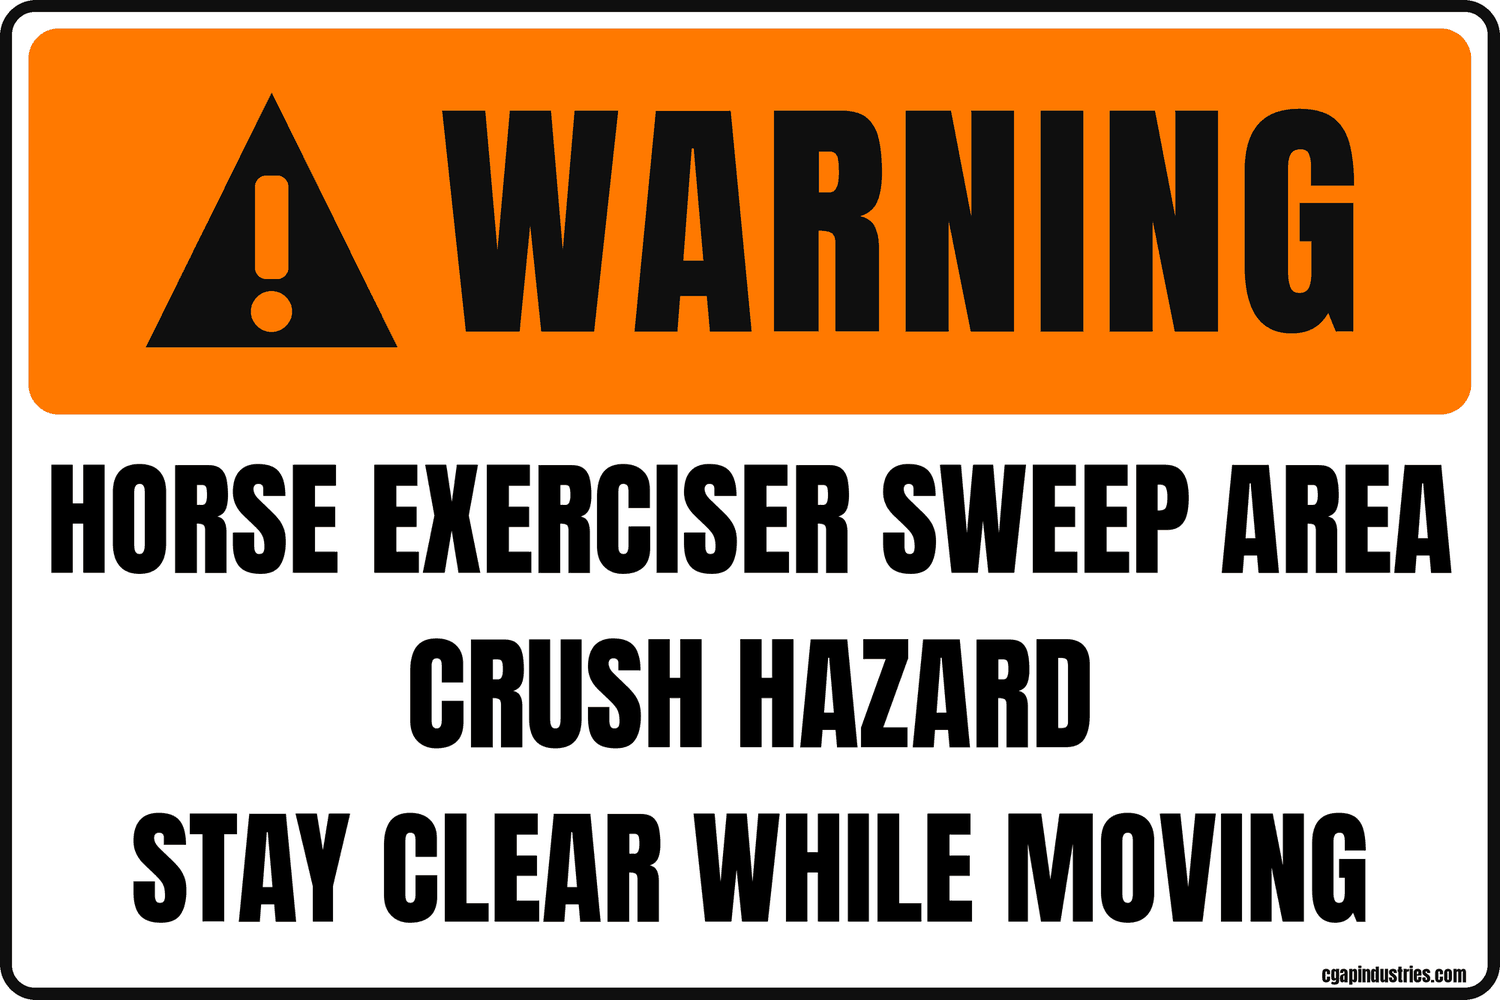 WARNING
HORSE EXERCISER SWEEP AREA
CRUSH HAZARD
STAY CLEAR WHILE MOVING
cgapindustries.com